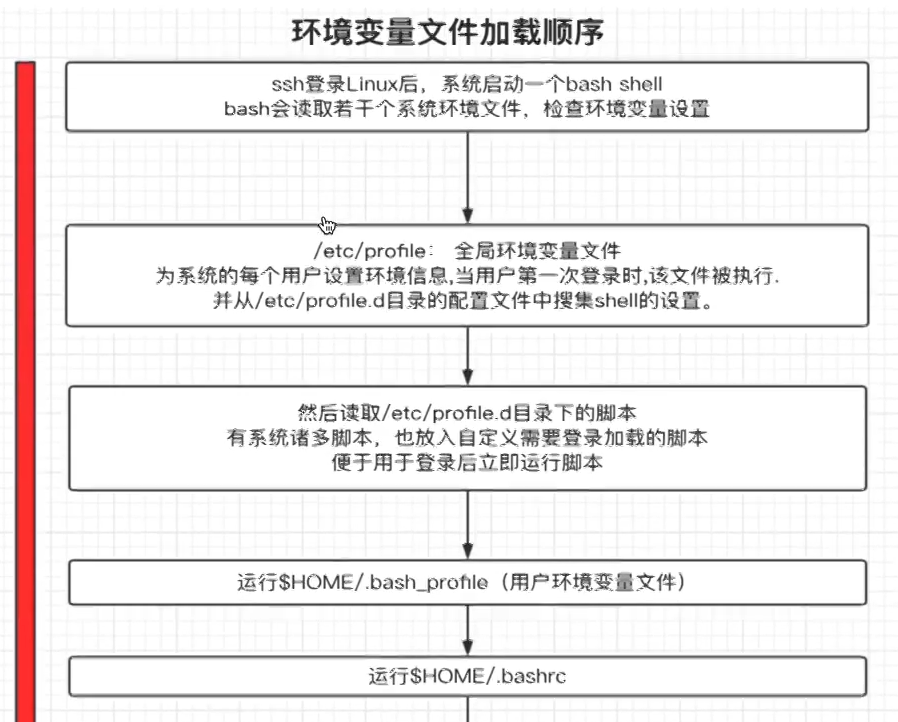 环境变量文件加载顺序
ssh登录Linux后，系统启动一个bash shell
bash会读取若干个系统环境文件，检查环境变量设置
/etc/profile： 全局环境变量文件
为系统的每个用户设置环境信息,当用户第一次登录时,该文件被执行.
并从/etc/profile.d目录的配置文件中搜集shell的设置。
然后读取/etc/profile.d目录下的脚本
有系统诸多脚本，也放入自定义需要登录加载的脚本
便于用于登录后立即运行脚本
运行$HOME/.bash_profile（用户环境变量文件）
运行$HOME/.bashrc